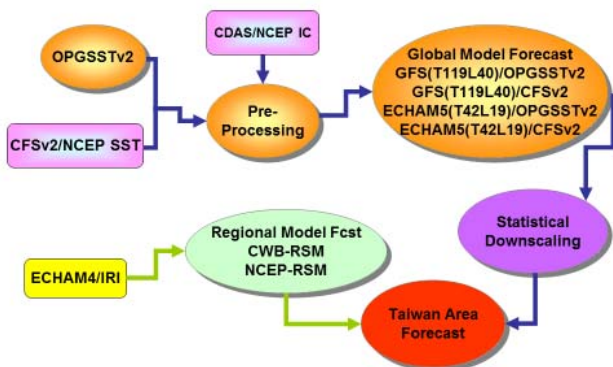 OPGSSTv2
CDAS/NCEP IC
Global Model Forecast
GFS(T119L40)/OPGSSTv2
GFS(T119L40)/CFSv2
ECHAM5(T42L19)/OPGSSTv2
ECHAM5(T42L19)/CFSv2
Pre-
Processing
CFSv2/NCEP SST
Statistical
Downscaling
Regional Model Fcst
CWB-RSM
NCEP-RSM
ECHAM4/IRI
Taiwan Area
Forecast